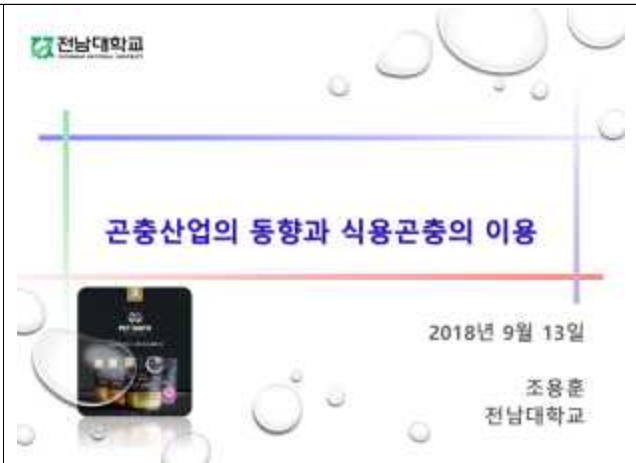 전남대학교
곤충산업의 동향과 식용곤충의 이용
2018년 9월 13일
조용훈
전남대학교